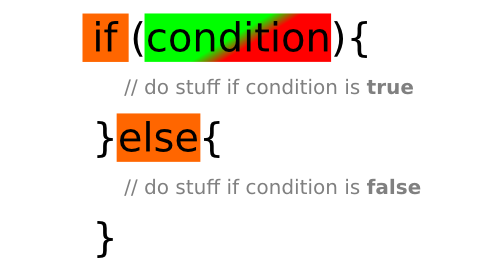 if (condition){
// do stuff if condition is true
}else{
// do stuff if condition is false
}